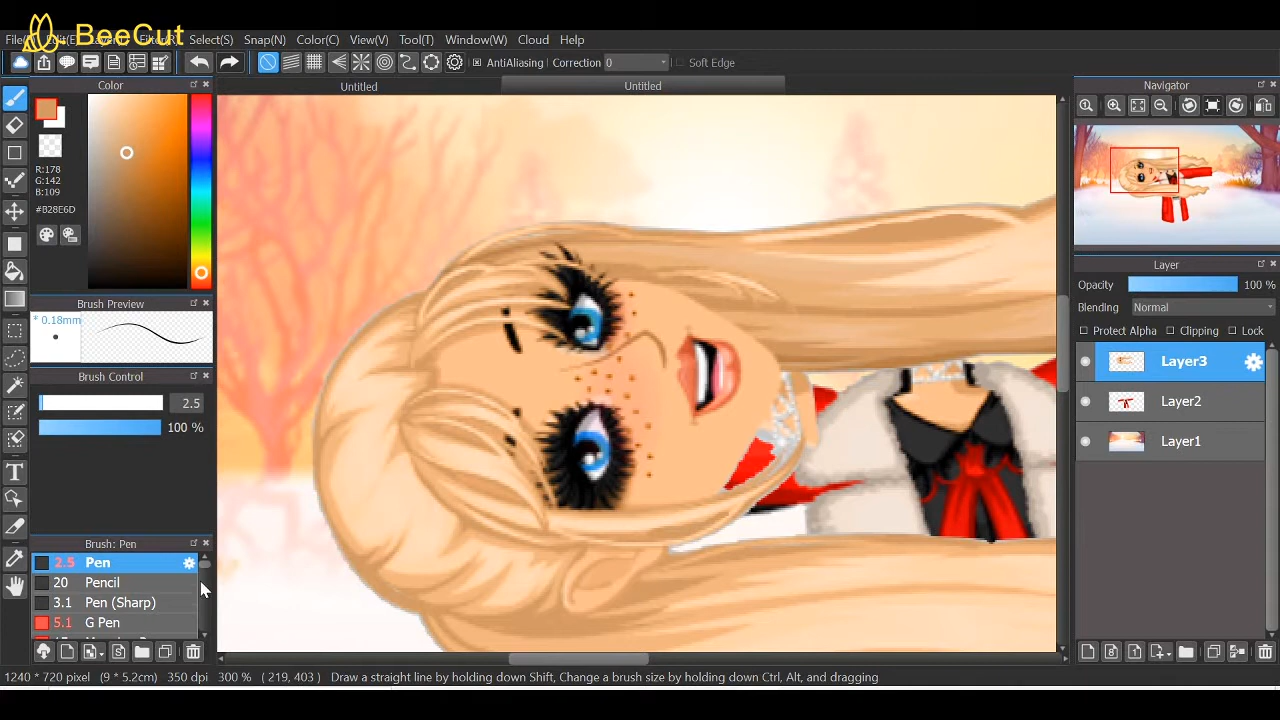 BeeCut
File( Edit(E) Layer(L) Filter(R) Select(S) Snap(N) Color(C) View(V) Tool(T) Window(W) Cloud Help
AntiAliasing Correction 0 Soft Edge
Color Untitled Untitled Navigator
R:178
G:142
B:109
#B28E6D
Layer
Opacity 100 %
Blending Normal
Protect Alpha Clipping Lock
Layer3
Layer2
Layer1
Brush Preview
* 0.18mm
Brush Control
2.5
100 %
Brush: Pen
2.5 Pen
20 Pencil
3.1 Pen (Sharp)
5.1 G Pen
1240 * 720 pixel (9 * 5.2cm) 350 dpi 300 % ( 219, 403 ) Draw a straight line by holding down Shift, Change a brush size by holding down Ctrl, Alt, and dragging